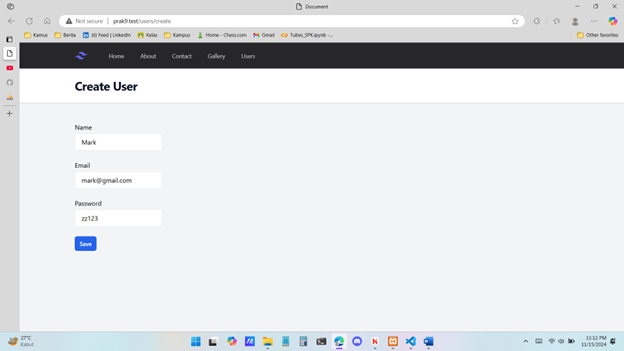 Document
Not secure | prak9.test/users/create
Kamus Berita (6) Feed | LinkedIn Kelas Kampus Home - Chess.com Gmail Tubes_SPK.ipynb -... Other favorites
Home About Contact Gallery Users
Create User
Name
Mark
Email
mark@gmail.com
Password
zz123
Save
27°C
Kabut
11:12 PM
11/15/2024